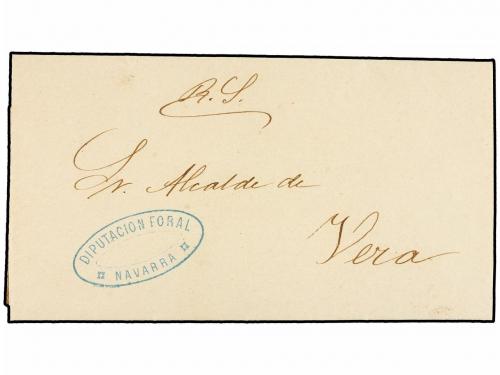 R. S.
Sr. Alcalde de
Vera
DIPUTACION FORAL
NAVARRA